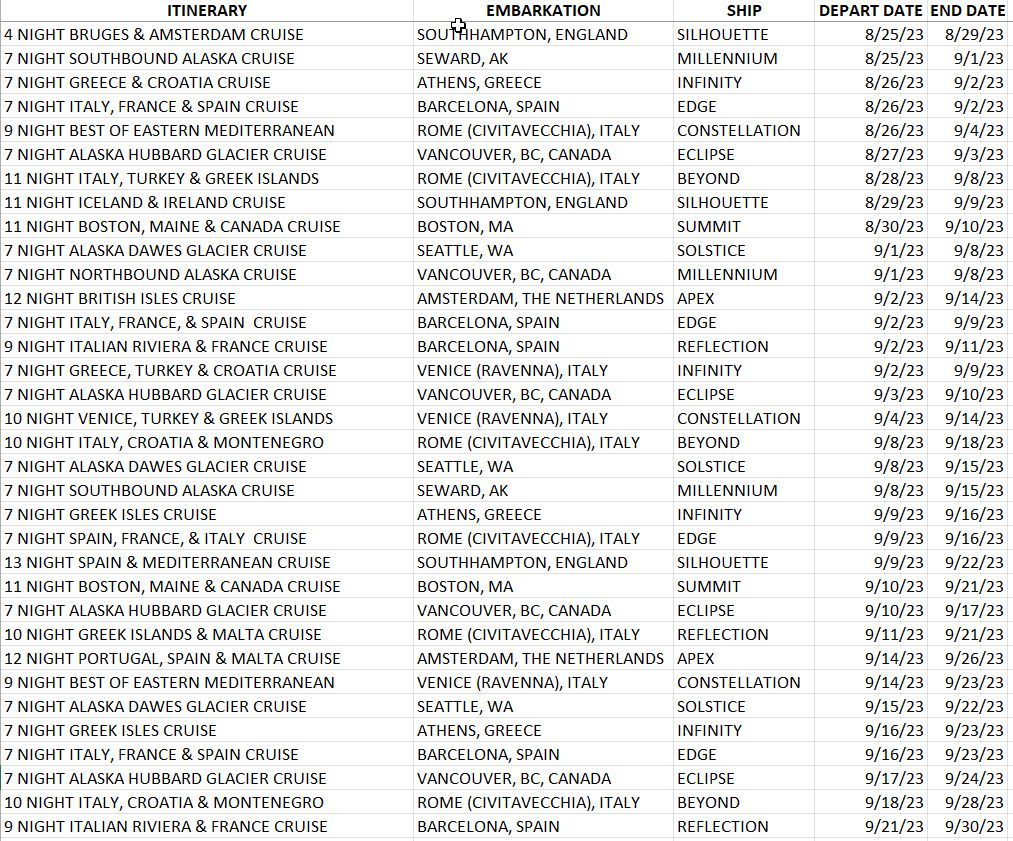 ITINERARY EMBARKATION SHIP DEPART DATE END DATE
4 NIGHT BRUGES & AMSTERDAM CRUISE SOUTHHAMPTON, ENGLAND SILHOUETTE 8/25/23 8/29/23
7 NIGHT SOUTHBOUND ALASKA CRUISE SEWARD, AK MILLENNIUM 8/25/23 9/1/23
7 NIGHT GREECE & CROATIA CRUISE ATHENS, GREECE INFINITY 8/26/23 9/2/23
7 NIGHT ITALY, FRANCE & SPAIN CRUISE BARCELONA, SPAIN EDGE 8/26/23 9/2/23
9 NIGHT BEST OF EASTERN MEDITERRANEAN ROME (CIVITAVECCHIA), ITALY CONSTELLATION 8/26/23 9/4/23
7 NIGHT ALASKA HUBBARD GLACIER CRUISE VANCOUVER, BC, CANADA ECLIPSE 8/27/23 9/3/23
11 NIGHT ITALY, TURKEY & GREEK ISLANDS ROME (CIVITAVECCHIA), ITALY BEYOND 8/28/23 9/8/23
11 NIGHT ICELAND & IRELAND CRUISE SOUTHHAMPTON, ENGLAND SILHOUETTE 8/29/23 9/9/23
11 NIGHT BOSTON, MAINE & CANADA CRUISE BOSTON, MA SUMMIT 8/30/23 9/10/23
7 NIGHT ALASKA DAWES GLACIER CRUISE SEATTLE, WA SOLSTICE 9/1/23 9/8/23
7 NIGHT NORTHBOUND ALASKA CRUISE VANCOUVER, BC, CANADA MILLENNIUM 9/1/23 9/8/23
12 NIGHT BRITISH ISLES CRUISE AMSTERDAM, THE NETHERLANDS APEX 9/2/23 9/14/23
7 NIGHT ITALY, FRANCE, & SPAIN  CRUISE BARCELONA, SPAIN EDGE 9/2/23 9/9/23
9 NIGHT ITALIAN RIVIERA & FRANCE CRUISE BARCELONA, SPAIN REFLECTION 9/2/23 9/11/23
7 NIGHT GREECE, TURKEY & CROATIA CRUISE VENICE (RAVENNA), ITALY INFINITY 9/2/23 9/9/23
7 NIGHT ALASKA HUBBARD GLACIER CRUISE VANCOUVER, BC, CANADA ECLIPSE 9/3/23 9/10/23
10 NIGHT VENICE, TURKEY & GREEK ISLANDS VENICE (RAVENNA), ITALY CONSTELLATION 9/4/23 9/14/23
10 NIGHT ITALY, CROATIA & MONTENEGRO ROME (CIVITAVECCHIA), ITALY BEYOND 9/8/23 9/18/23
7 NIGHT ALASKA DAWES GLACIER CRUISE SEATTLE, WA SOLSTICE 9/8/23 9/15/23
7 NIGHT SOUTHBOUND ALASKA CRUISE SEWARD, AK MILLENNIUM 9/8/23 9/15/23
7 NIGHT GREEK ISLES CRUISE ATHENS, GREECE INFINITY 9/9/23 9/16/23
7 NIGHT SPAIN, FRANCE, & ITALY  CRUISE ROME (CIVITAVECCHIA), ITALY EDGE 9/9/23 9/16/23
13 NIGHT SPAIN & MEDITERRANEAN CRUISE SOUTHHAMPTON, ENGLAND SILHOUETTE 9/9/23 9/22/23
11 NIGHT BOSTON, MAINE & CANADA CRUISE BOSTON, MA SUMMIT 9/10/23 9/21/23
7 NIGHT ALASKA HUBBARD GLACIER CRUISE VANCOUVER, BC, CANADA ECLIPSE 9/10/23 9/17/23
10 NIGHT GREEK ISLANDS & MALTA CRUISE ROME (CIVITAVECCHIA), ITALY REFLECTION 9/11/23 9/21/23
12 NIGHT PORTUGAL, SPAIN & MALTA CRUISE AMSTERDAM, THE NETHERLANDS APEX 9/14/23 9/26/23
9 NIGHT BEST OF EASTERN MEDITERRANEAN VENICE (RAVENNA), ITALY CONSTELLATION 9/14/23 9/23/23
7 NIGHT ALASKA DAWES GLACIER CRUISE SEATTLE, WA SOLSTICE 9/15/23 9/22/23
7 NIGHT GREEK ISLES CRUISE ATHENS, GREECE INFINITY 9/16/23 9/23/23
7 NIGHT ITALY, FRANCE & SPAIN CRUISE BARCELONA, SPAIN EDGE 9/16/23 9/23/23
7 NIGHT ALASKA HUBBARD GLACIER CRUISE VANCOUVER, BC, CANADA ECLIPSE 9/17/23 9/24/23
10 NIGHT ITALY, CROATIA & MONTENEGRO ROME (CIVITAVECCHIA), ITALY BEYOND 9/18/23 9/28/23
9 NIGHT ITALIAN RIVIERA & FRANCE CRUISE BARCELONA, SPAIN REFLECTION 9/21/23 9/30/23